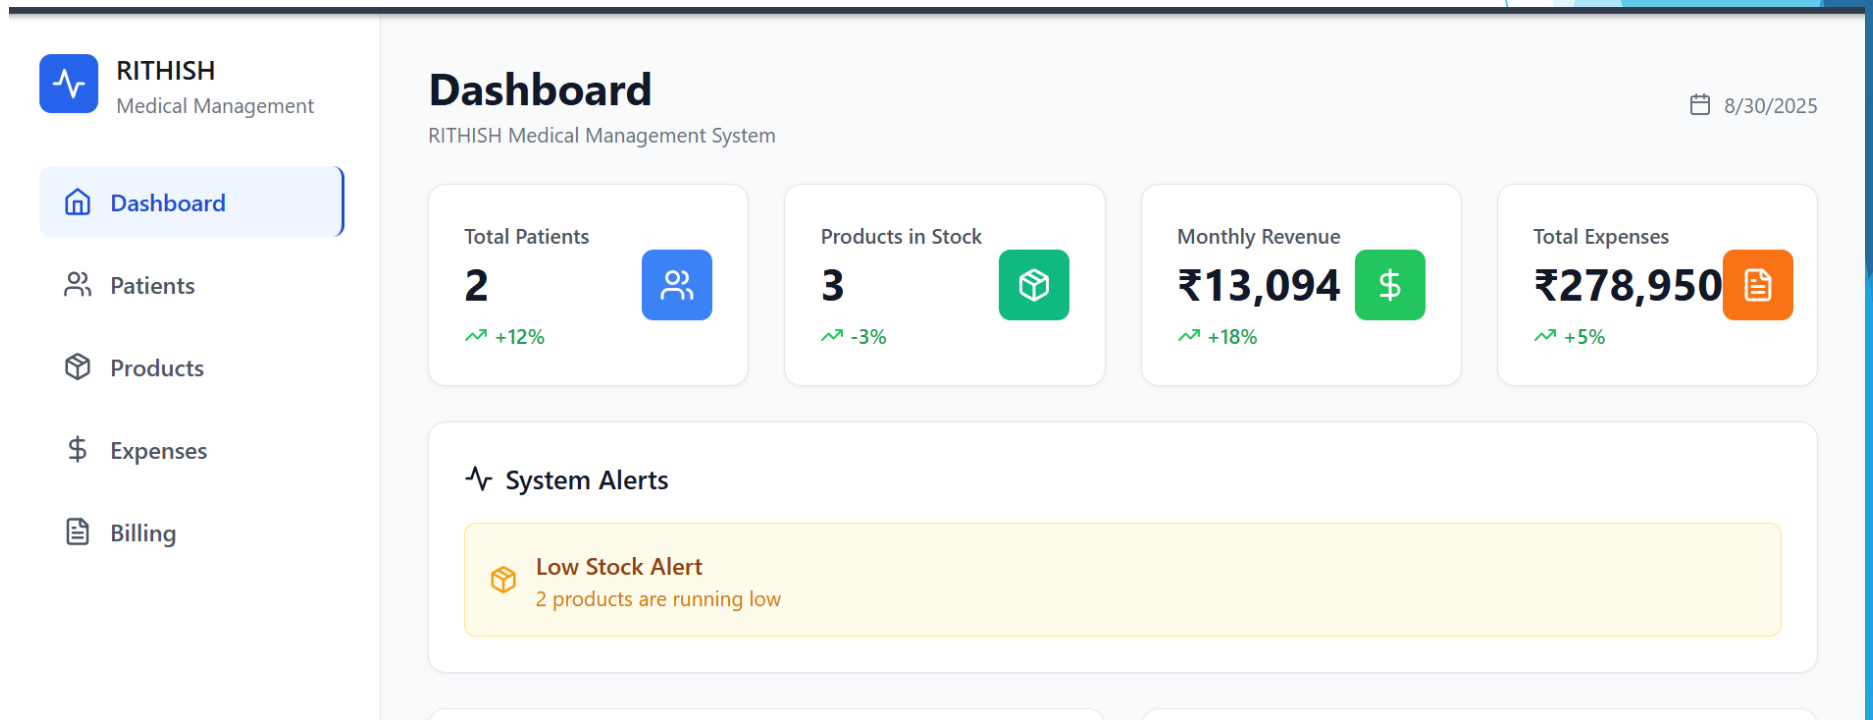 RITHISH
Medical Management
Dashboard
Patients
Products
Expenses
Billing
Dashboard
RITHISH Medical Management System
8/30/2025
Total Patients
2
+12%
Products in Stock
3
-3%
Monthly Revenue
₹13,094
+18%
Total Expenses
₹278,950
+5%
System Alerts
Low Stock Alert
2 products are running low